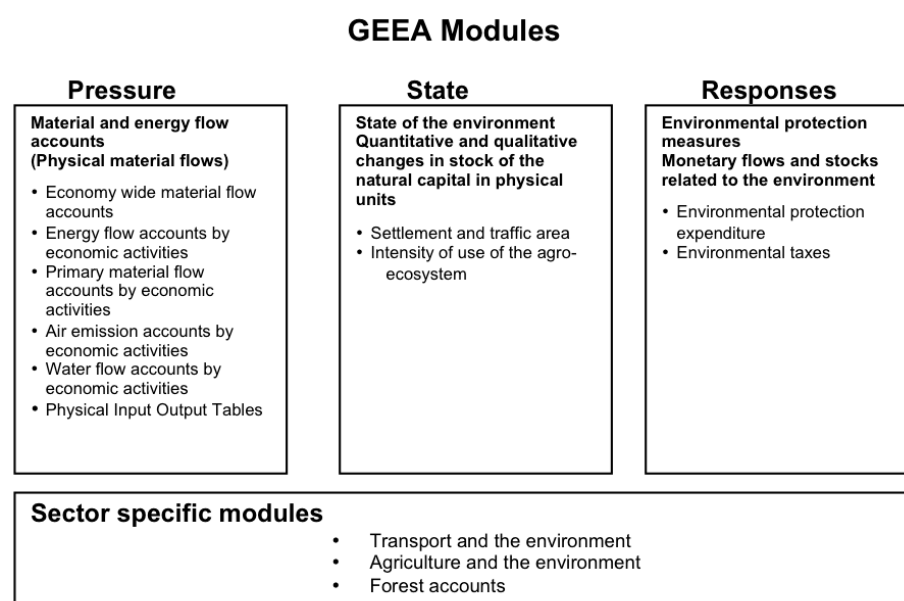 GEEA Modules
Pressure
Material and energy flow
accounts
(Physical material flows)
• Economy wide material flow
accounts
• Energy flow accounts by
economic activities
• Primary material flow
accounts by economic
activities
• Air emission accounts by
economic activities
• Water flow accounts by
economic activities
• Physical Input Output Tables
State
State of the environment
Quantitative and qualitative
changes in stock of the
natural capital in physical
units
• Settlement and traffic area
• Intensity of use of the agro-
ecosystem
Responses
Environmental protection
measures
Monetary flows and stocks
related to the environment
• Environmental protection
expenditure
• Environmental taxes
Sector specific modules
• Transport and the environment
• Agriculture and the environment
• Forest accounts